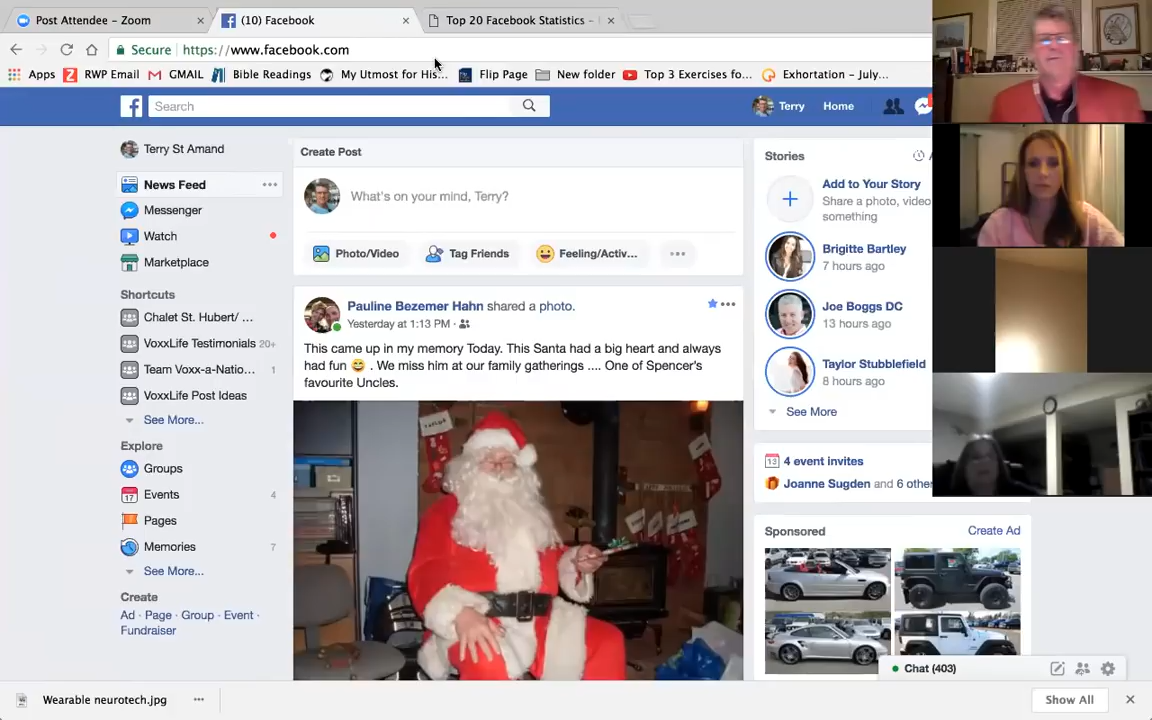 Post Attendee - Zoom × (10) Facebook × Top 20 Facebook Statistics - ×
Secure https://www.facebook.com
Apps RWP Email GMAIL Bible Readings My Utmost for His... Flip Page New folder Top 3 Exercises fo... Exhortation – July...
Search Terry Home
Terry St Amand
News Feed
Messenger
Watch
Marketplace
Shortcuts
Chalet St. Hubert/ ...
VoxxLife Testimonials 20+
Team Voxx-a-Natio... 1
VoxxLife Post Ideas
See More...
Explore
Groups
Events 4
Pages
Memories 7
See More...
Create
Ad · Page · Group · Event ·
Fundraiser
Create Post
What's on your mind, Terry?
Photo/Video Tag Friends Feeling/Activ...
Pauline Bezemer Hahn shared a photo.
Yesterday at 1:13 PM ·
This came up in my memory Today. This Santa had a big heart and always
had fun 😄 . We miss him at our family gatherings .... One of Spencer's
favourite Uncles.
Stories
Add to Your Story
Share a photo, video
something
Brigitte Bartley
7 hours ago
Joe Boggs DC
13 hours ago
Taylor Stubblefield
8 hours ago
See More
4 event invites
Joanne Sugden and 6 other
Sponsored Create Ad
Chat (403)
Wearable neurotech.jpg Show All ×